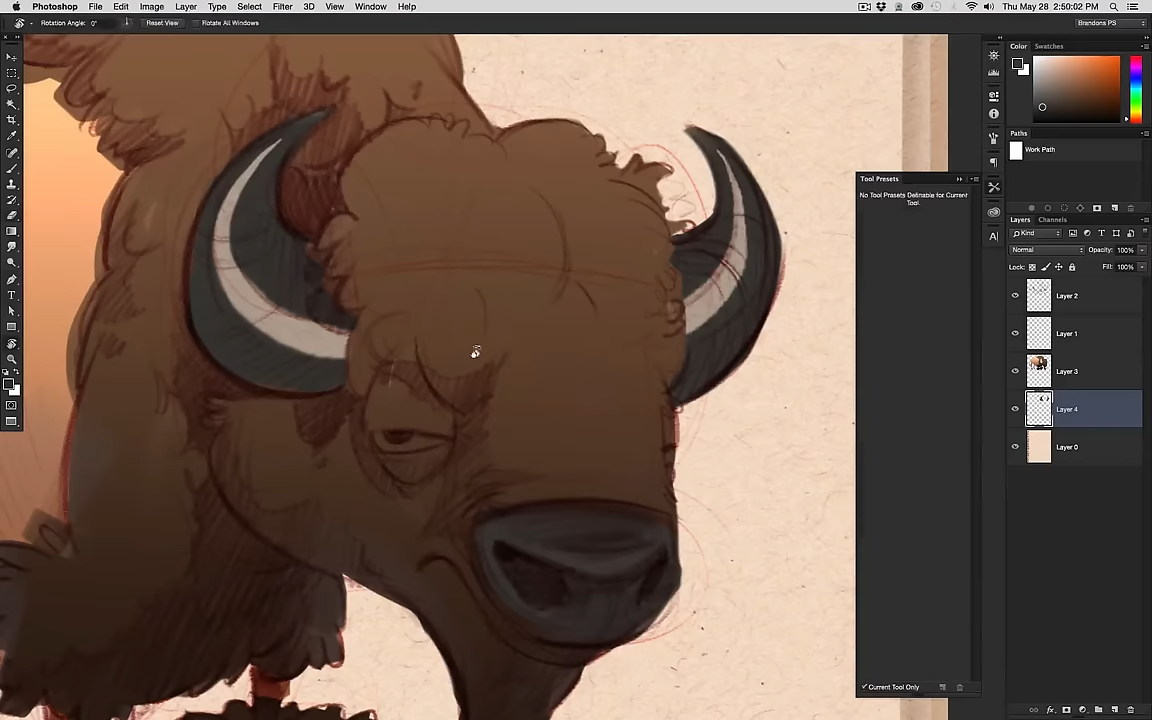 Photoshop File Edit Image Layer Type Select Filter 3D View Window Help Thu May 28 2:50:02 PM
Rotation Angle: 0° Reset View Rotate All Windows Brandons PS
Color Swatches
Paths
Work Path
Tool Presets
No Tool Presets Definable for Current
Tool.
Layers Channels
Kind
Normal Opacity: 100%
Lock: Fill: 100%
Layer 2
Layer 1
Layer 3
Layer 4
Layer 0
Current Tool Only